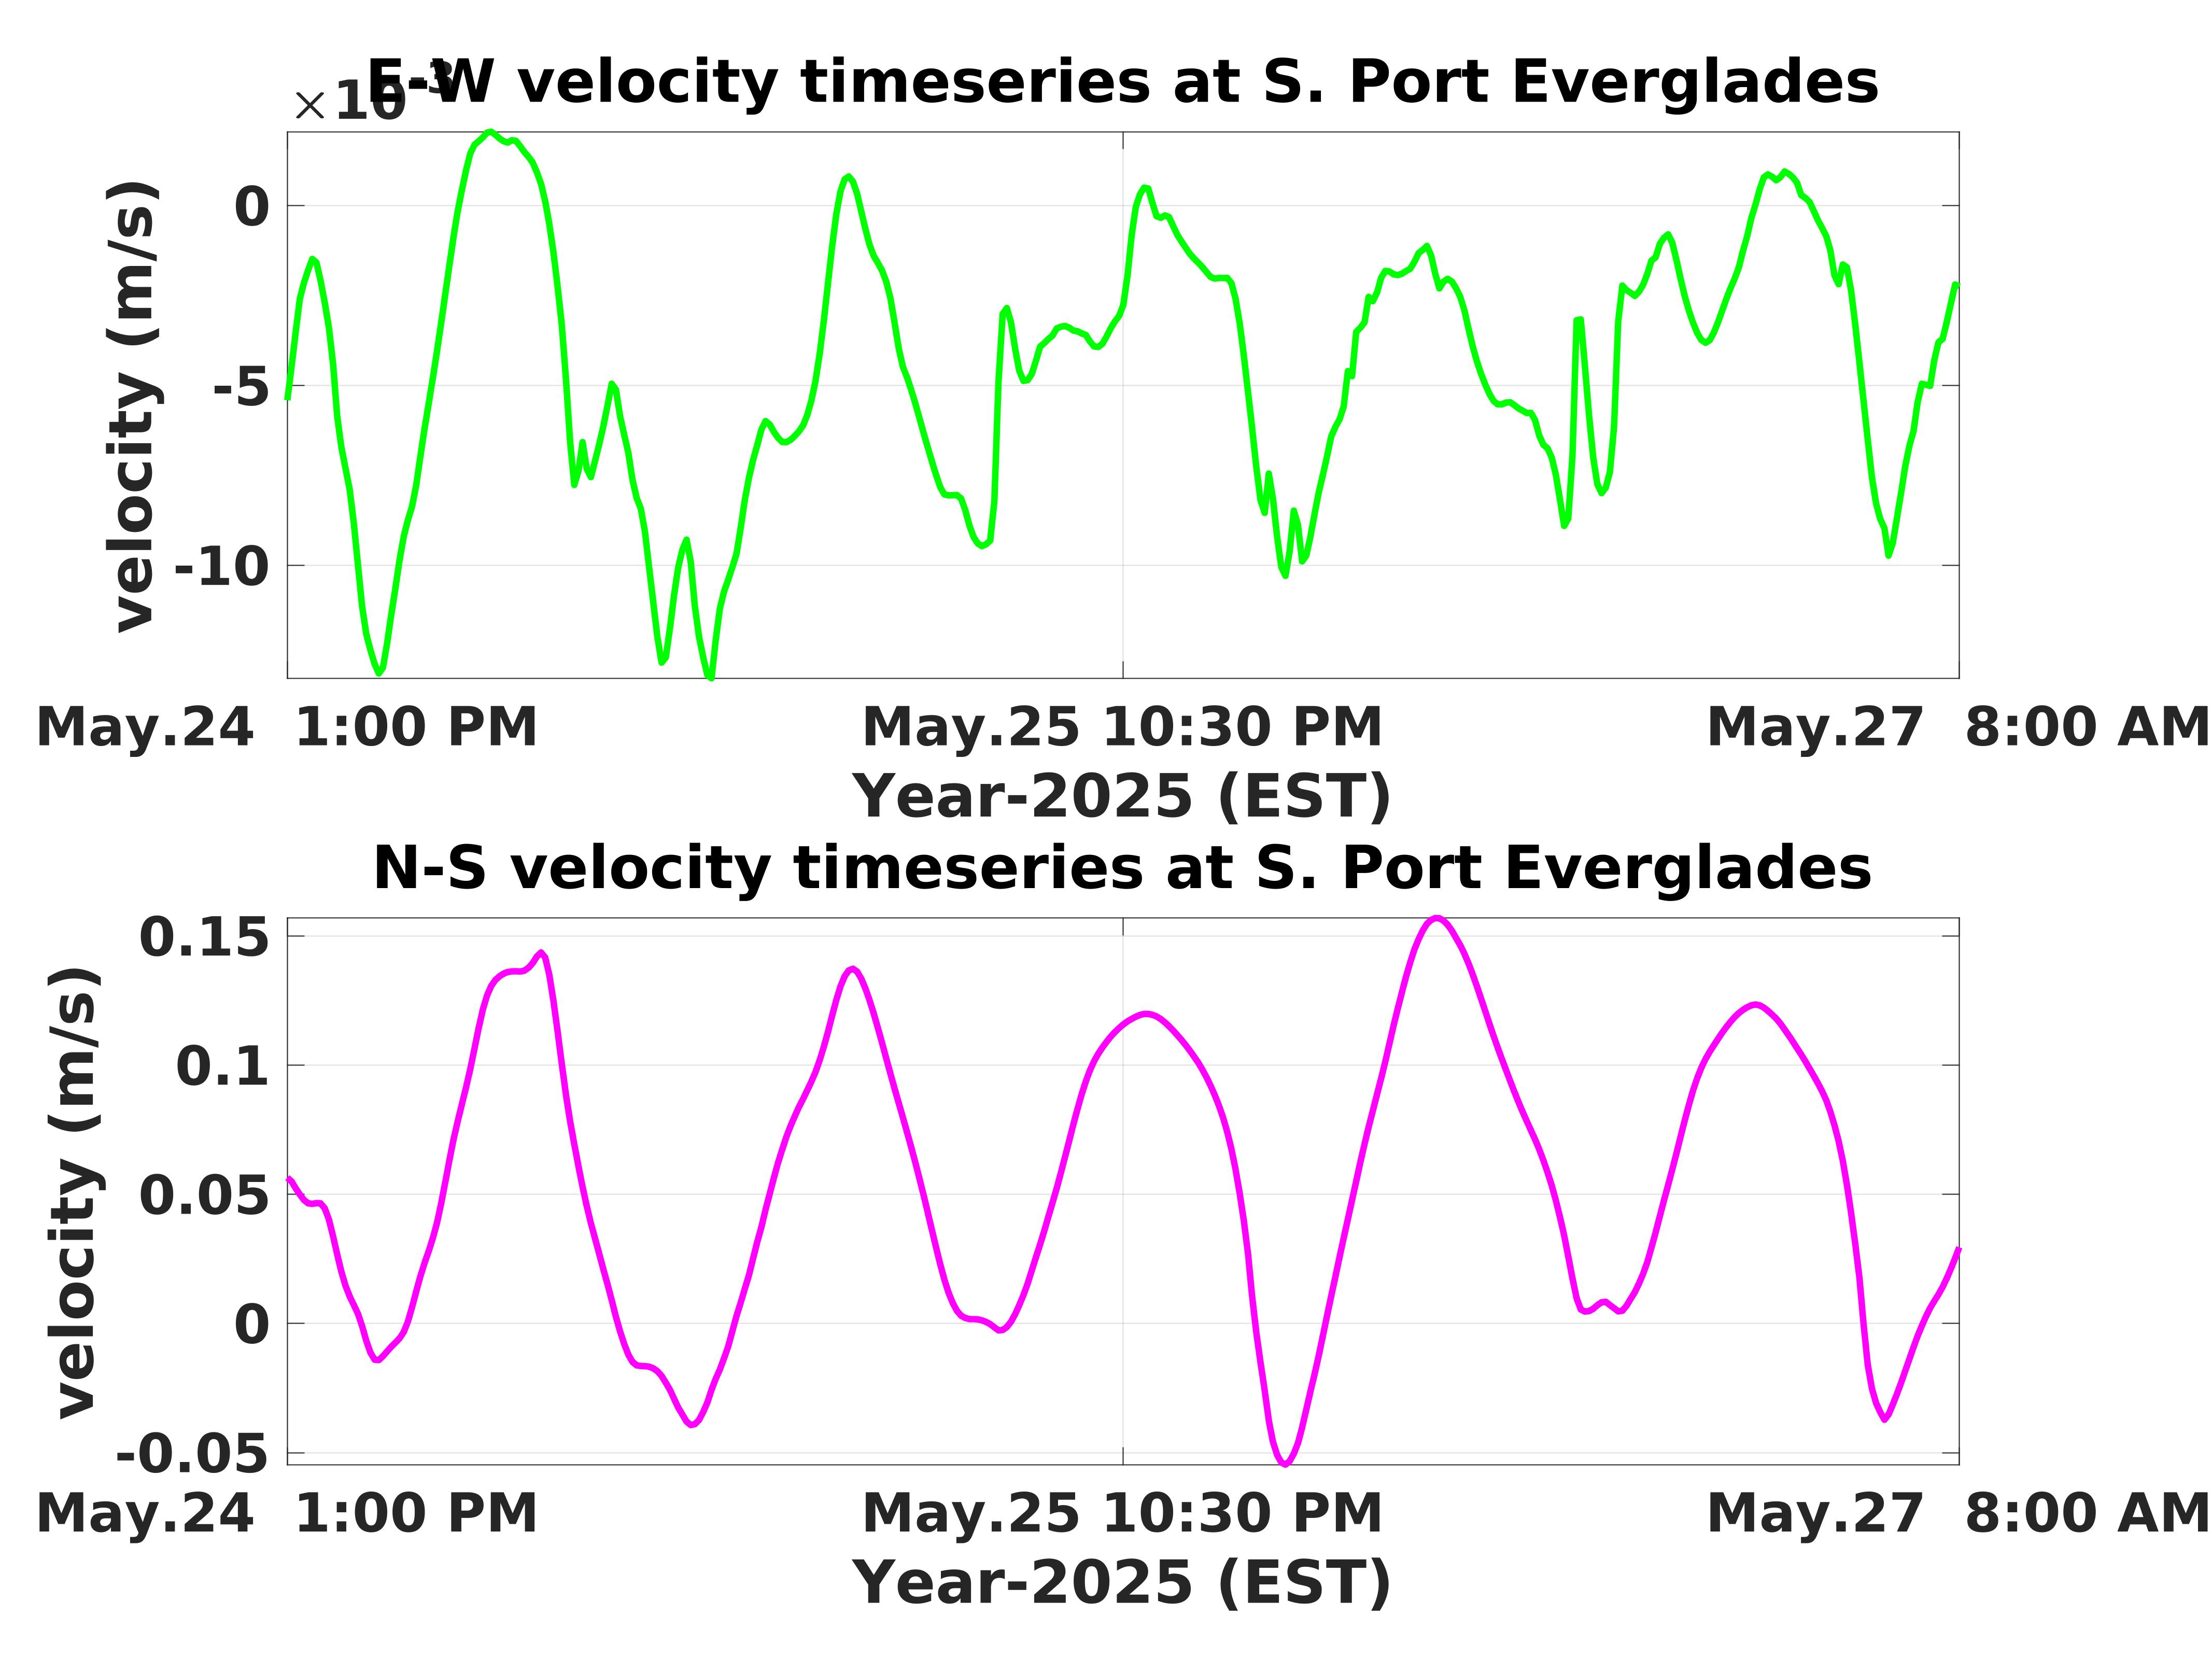 E-W velocity timeseries at S. Port Everglades
×10-3
velocity (m/s)
0
-5
-10
May.24 1:00 PM May.25 10:30 PM May.27 8:00 AM
Year-2025 (EST)
N-S velocity timeseries at S. Port Everglades
velocity (m/s)
0.15
0.1
0.05
0
-0.05
May.24 1:00 PM May.25 10:30 PM May.27 8:00 AM
Year-2025 (EST)